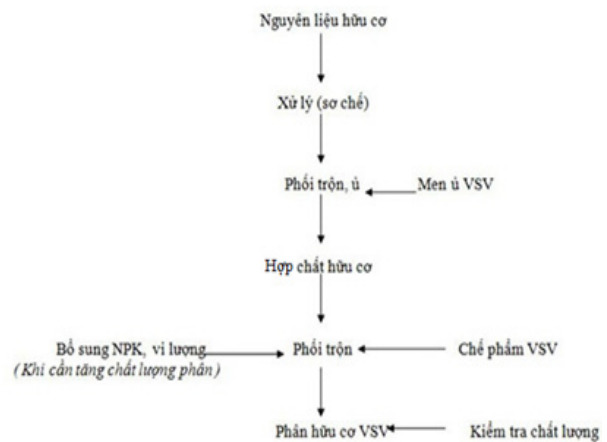 Nguyên liệu hữu cơ
Xử lý (sơ chế)
Phối trộn, ủ
Men ủ VSV
Hợp chất hữu cơ
Bổ sung NPK, vi lượng
(Khi cần tăng chất lượng phân)
Phối trộn
Chế phẩm VSV
Phân hữu cơ VSV
Kiểm tra chất lượng